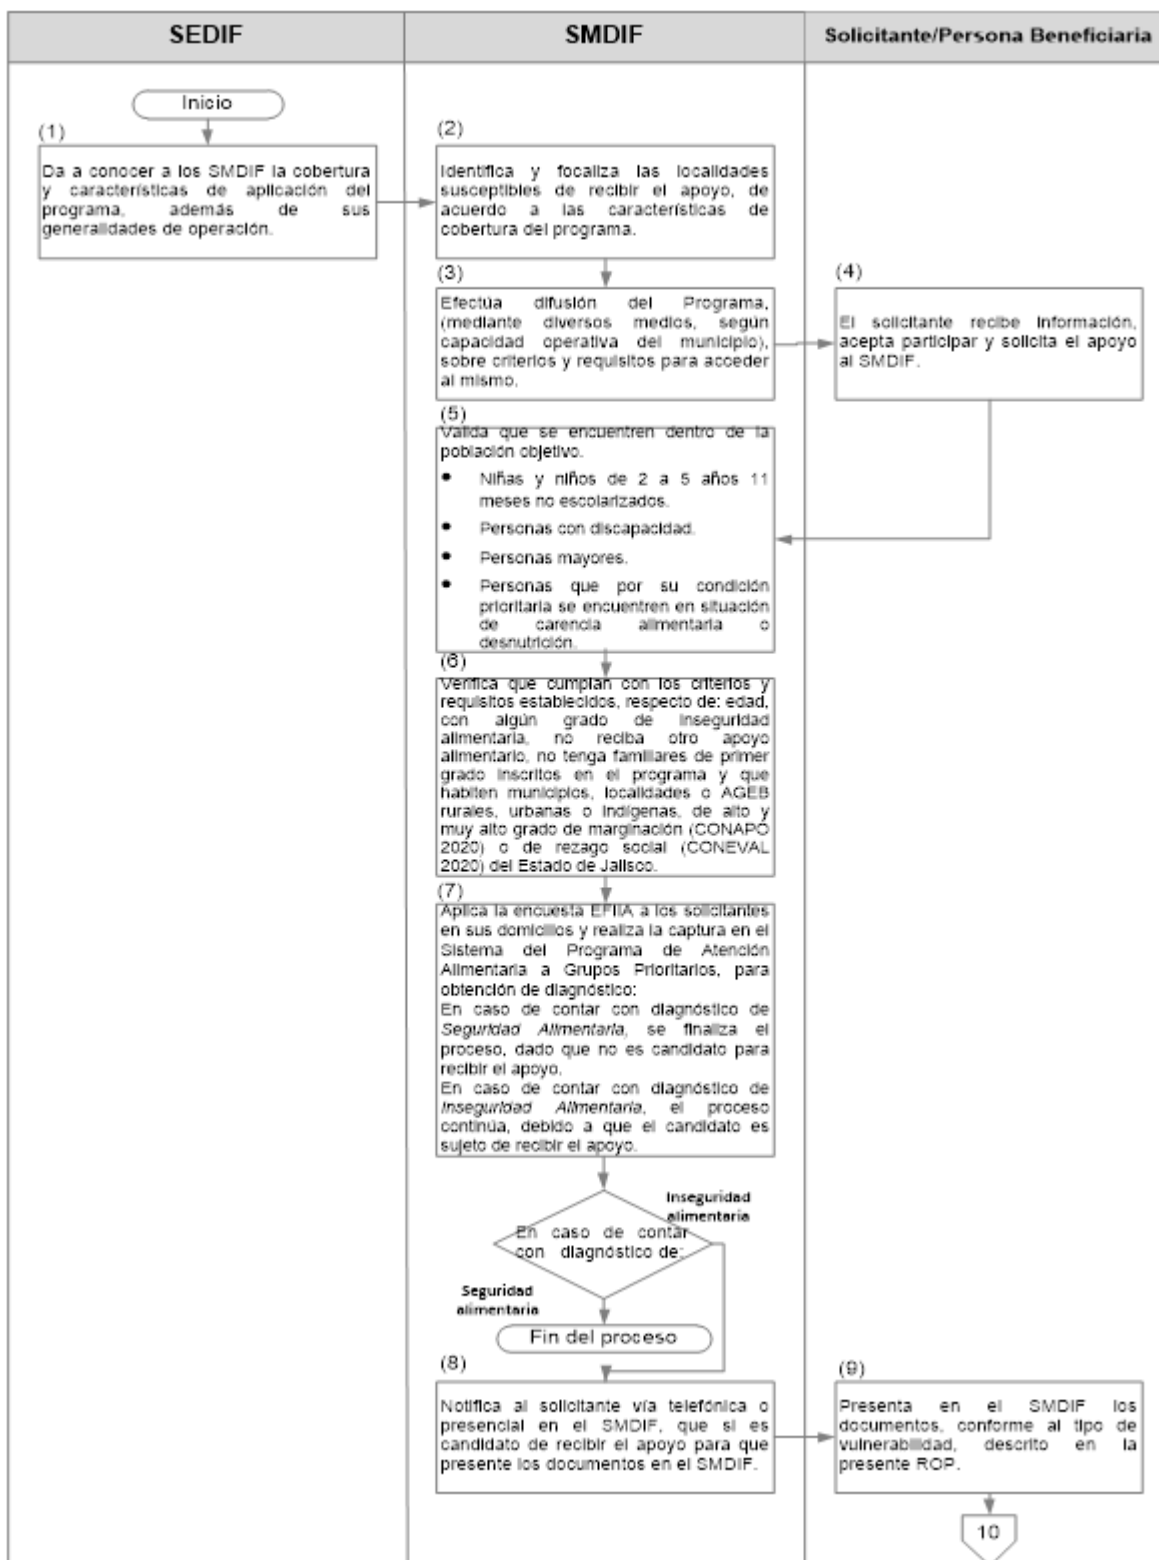 SEDIF
SMDIF
Solicitante/Persona Beneficiaria
Inicio
(1)
Da a conocer a los SMDIF la cobertura
y características de aplicación del
programa, además de sus
generalidades de operación.
(2)
Identifica y focaliza las localidades
susceptibles de recibir el apoyo, de
acuerdo a las características de
cobertura del programa.
(3)
Efectúa difusión del Programa,
(mediante diversos medios, según
capacidad operativa del municipio),
sobre criterios y requisitos para acceder
al mismo.
(4)
El solicitante recibe información,
acepta participar y solicita el apoyo
al SMDIF.
(5)
Valida que se encuentren dentro de la
población objetivo.
• Niñas y niños de 2 a 5 años 11
meses no escolarizados.
• Personas con discapacidad.
• Personas mayores.
• Personas que por su condición
prioritaria se encuentren en situación
de carencia alimentaria o
desnutrición.
(6)
Verifica que cumplan con los criterios y
requisitos establecidos, respecto de: edad,
con algún grado de inseguridad
alimentaria, no reciba otro apoyo
alimentario, no tenga familiares de primer
grado inscritos en el programa y que
habiten municipios, localidades o AGEB
rurales, urbanas o indígenas, de alto y
muy alto grado de marginación (CONAPO
2020) o de rezago social (CONEVAL
2020) del Estado de Jalisco.
(7)
Aplica la encuesta EFIIA a los solicitantes
en sus domicilios y realiza la captura en el
Sistema del Programa de Atención
Alimentaria a Grupos Prioritarios, para
obtención de diagnóstico:
En caso de contar con diagnóstico de
Seguridad Alimentaria, se finaliza el
proceso, dado que no es candidato para
recibir el apoyo.
En caso de contar con diagnóstico de
Inseguridad Alimentaria, el proceso
continúa, debido a que el candidato es
sujeto de recibir el apoyo.
Inseguridad
alimentaria
En caso de contar
con diagnóstico de:
Seguridad
alimentaria
Fin del proceso
(8)
Notifica al solicitante vía telefónica o
presencial en el SMDIF, que si es
candidato de recibir el apoyo para que
presente los documentos en el SMDIF.
(9)
Presenta en el SMDIF los
documentos, conforme al tipo de
vulnerabilidad, descrito en la
presente ROP.
10